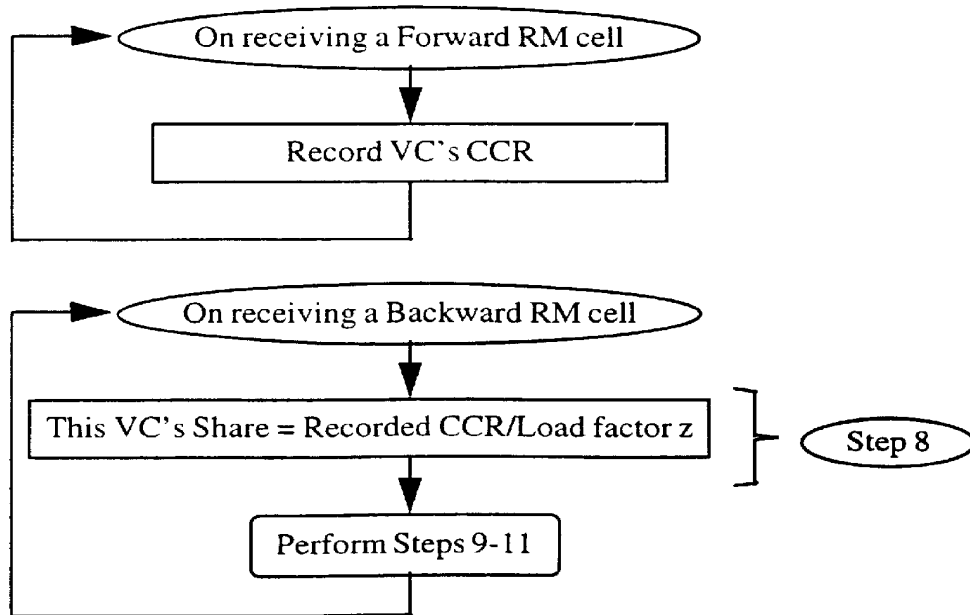 On receiving a Forward RM cell
Record VC's CCR
On receiving a Backward RM cell
This VC's Share = Recorded CCR/Load factor z
Step 8
Perform Steps 9-11